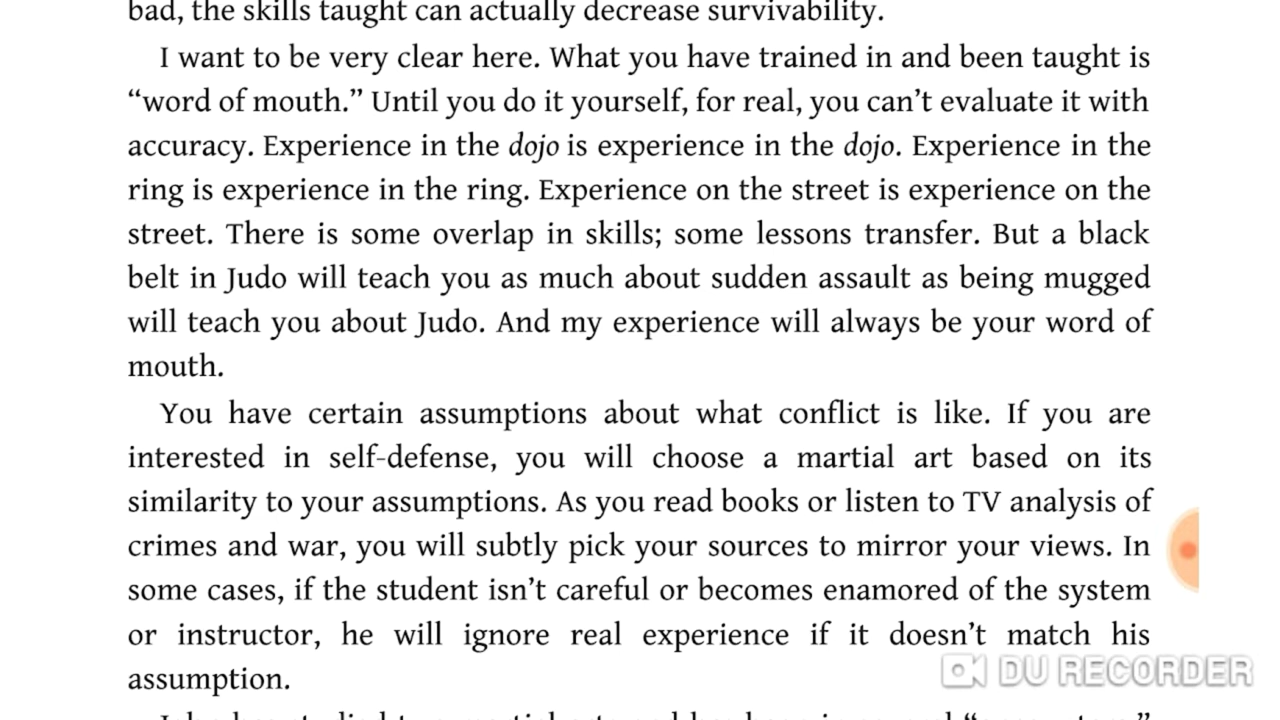 bad, the skills taught can actually decrease survivability.
I want to be very clear here. What you have trained in and been taught is
“word of mouth.” Until you do it yourself, for real, you can’t evaluate it with
accuracy. Experience in the dojo is experience in the dojo. Experience in the
ring is experience in the ring. Experience on the street is experience on the
street. There is some overlap in skills; some lessons transfer. But a black
belt in Judo will teach you as much about sudden assault as being mugged
will teach you about Judo. And my experience will always be your word of
mouth.
You have certain assumptions about what conflict is like. If you are
interested in self-defense, you will choose a martial art based on its
similarity to your assumptions. As you read books or listen to TV analysis of
crimes and war, you will subtly pick your sources to mirror your views. In
some cases, if the student isn’t careful or becomes enamored of the system
or instructor, he will ignore real experience if it doesn’t match his
assumption.
DU RECORDER